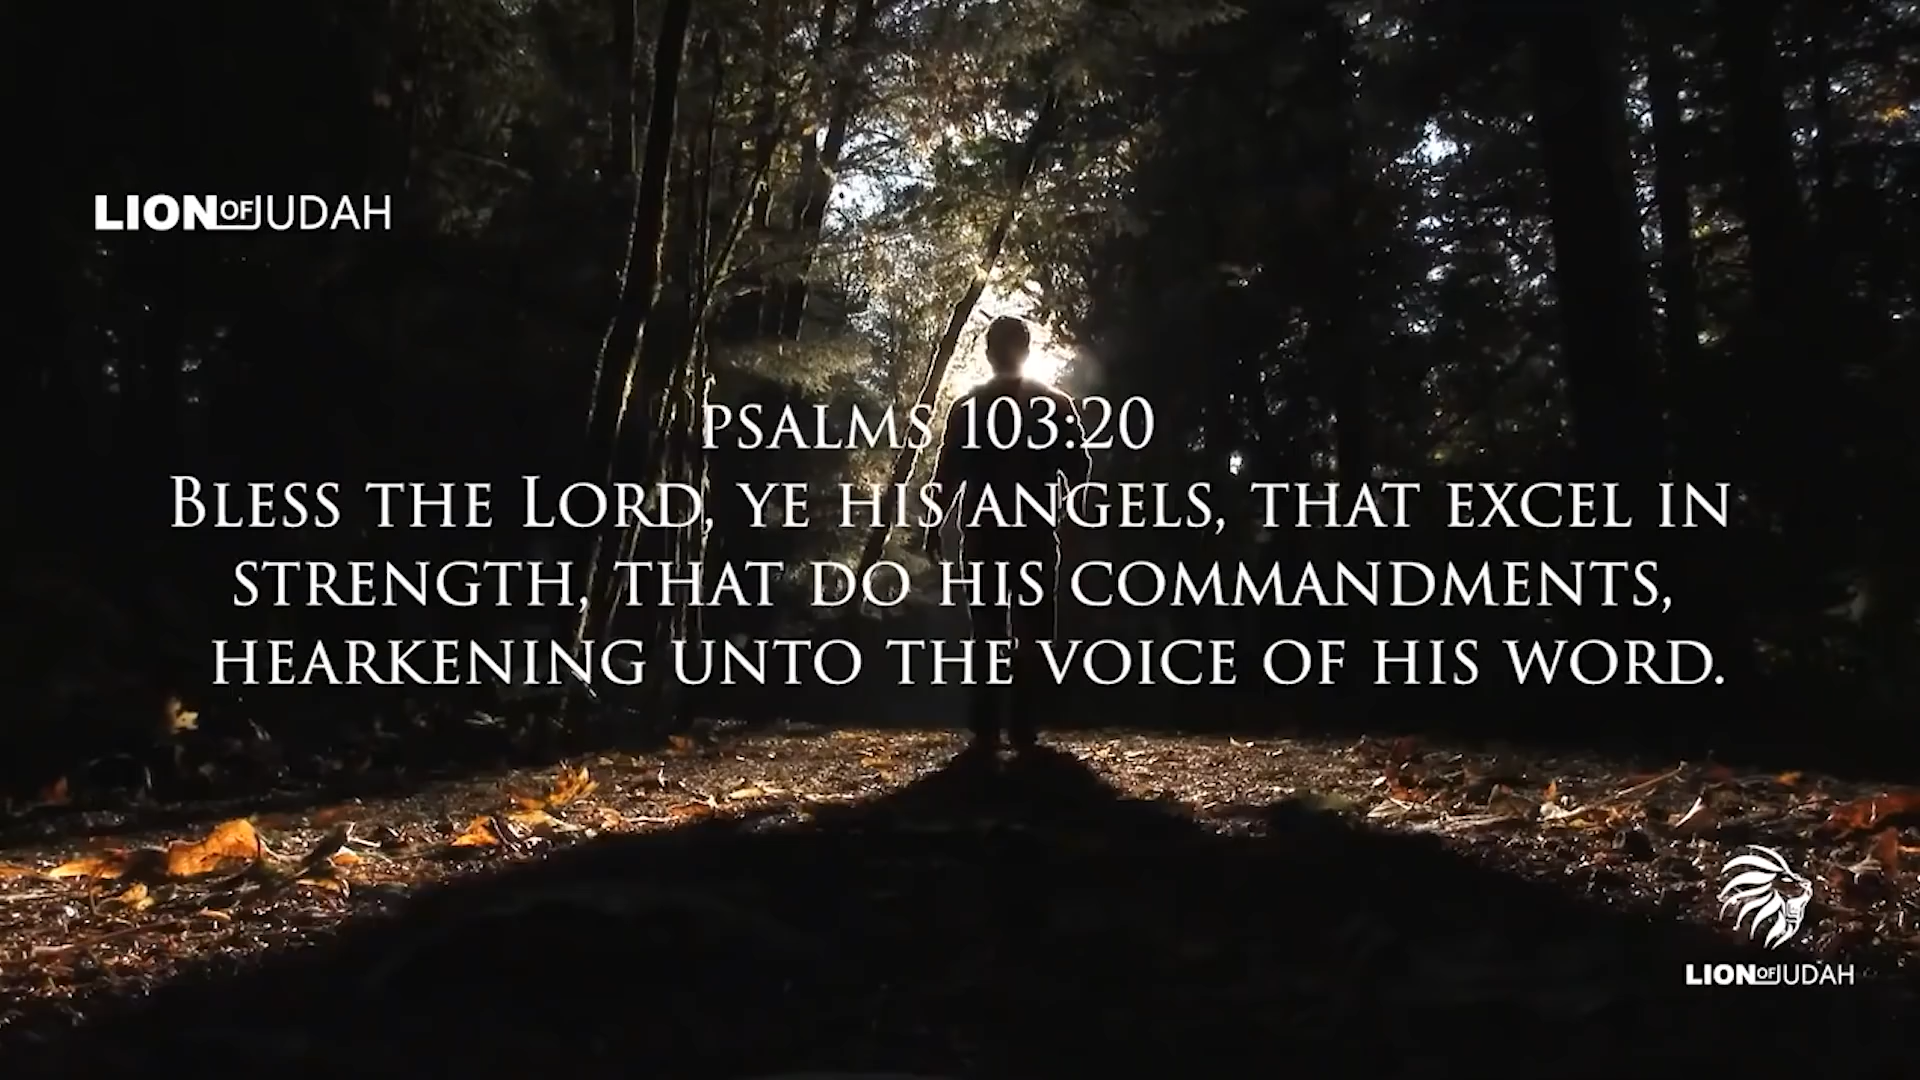 LION OF JUDAH
PSALMS 103:20
BLESS THE LORD, YE HIS ANGELS, THAT EXCEL IN
STRENGTH, THAT DO HIS COMMANDMENTS,
HEARKENING UNTO THE VOICE OF HIS WORD.
LION OF JUDAH